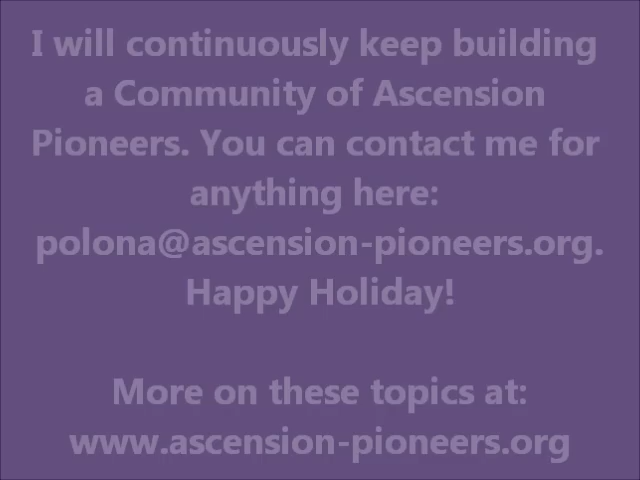 I will continuously keep building
a Community of Ascension
Pioneers. You can contact me for
anything here:
polona@ascension-pioneers.org.
Happy Holiday!
More on these topics at:
www.ascension-pioneers.org